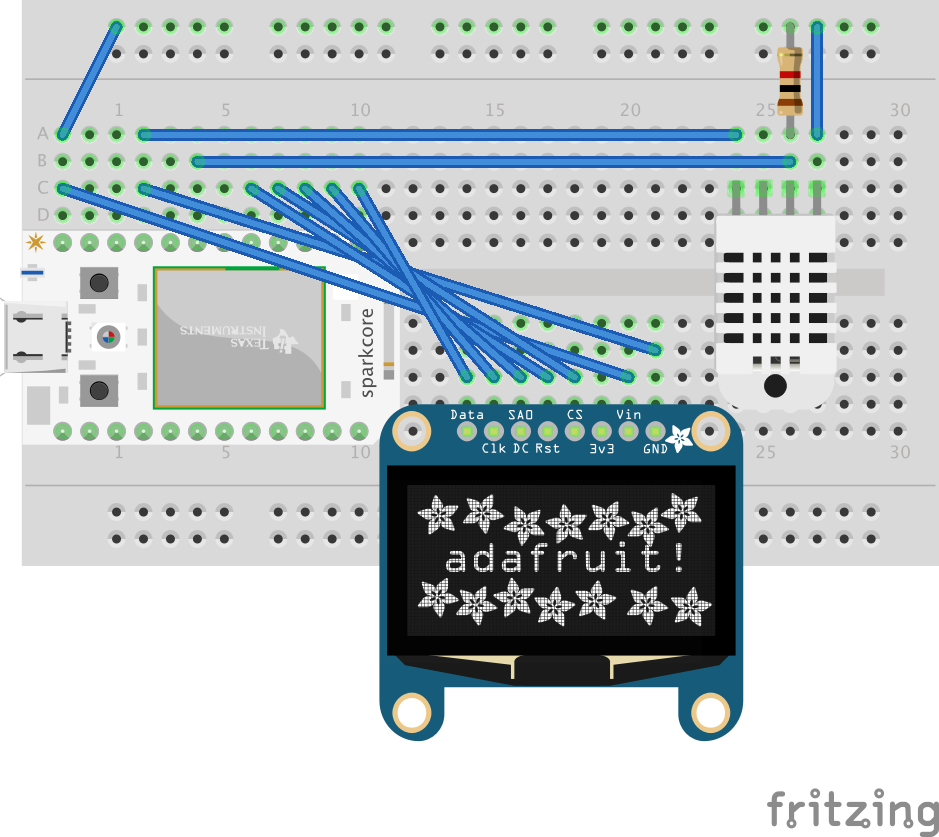 1 5 10 15 20 25 30
A
B
C
D
TEXAS
INSTRUMENTS
sparkcore
1 5 10 25 30
Data SAO CS Vin
Clk DC Rst 3v3 GND
adafruit!
fritzing